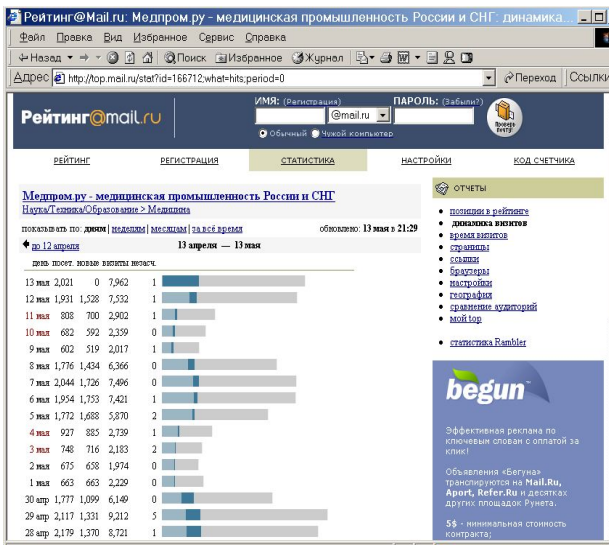 Рейтинг@Mail.ru: Медпром.ру - медицинская промышленность России и СНГ: динамика...
Файл Правка Вид Избранное Сервис Справка
Назад Поиск Избранное Журнал
Адрес http://top.mail.ru/stat?id=166712;what=hits;period=0 Переход Ссылки
Рейтинг@mail.ru
ИМЯ: (Регистрация) ПАРОЛЬ: (Забыли?)
@mail.ru
Обычный Чужой компьютер
Проверь почту!
РЕЙТИНГ РЕГИСТРАЦИЯ СТАТИСТИКА НАСТРОЙКИ КОД СЧЕТЧИКА
Медпром.ру - медицинская промышленность России и СНГ
Наука/Техника/Образование > Медицина
показывать по: дням | неделям | месяцам | за всё время обновлено: 13 мая в 21:29
по 12 апреля 13 апреля — 13 мая
день посет. новые визиты незасч.
13 мая 2,021 0 7,962 1
12 мая 1,931 1,528 7,532 1
11 мая 808 700 2,902 1
10 мая 682 592 2,359 0
9 мая 602 519 2,017 1
8 мая 1,776 1,434 6,366 0
7 мая 2,044 1,726 7,496 0
6 мая 1,954 1,753 7,421 1
5 мая 1,772 1,688 5,870 2
4 мая 927 885 2,739 1
3 мая 748 716 2,183 2
2 мая 675 658 1,974 0
1 мая 663 663 2,229 0
30 апр 1,777 1,099 6,149 0
29 апр 2,117 1,331 9,212 5
28 апр 2,179 1,370 8,721 1
ОТЧЕТЫ
позиции в рейтинге
динамика визитов
время визитов
страницы
ссылки
браузеры
настройки
география
сравнение аудиторий
мой top
статистика Rambler
begun
Эффективная реклама по
ключевым словам с оплатой за
клик!
Объявления «Бегуна»
транслируются на Mail.Ru,
Aport, Refer.Ru и десятках
других площадок Рунета.
5$ - минимальная стоимость
контракта;